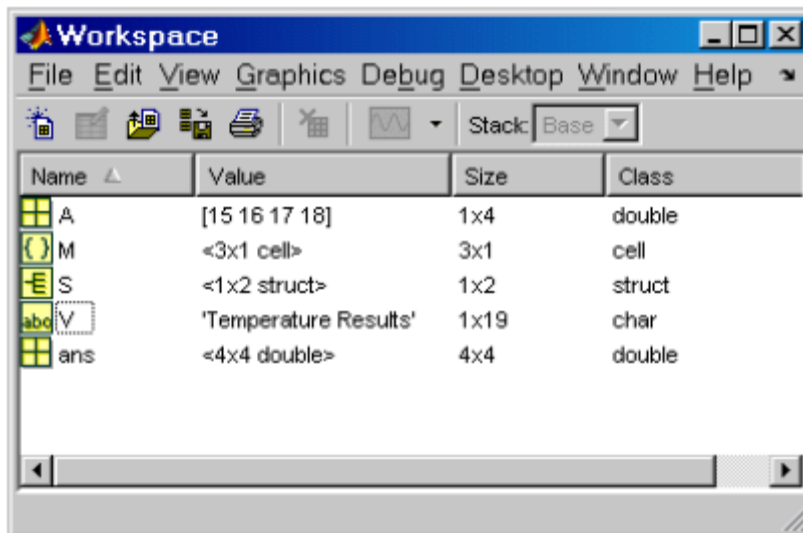 Workspace
File Edit View Graphics Debug Desktop Window Help
Stack: Base
Name Value Size Class
A [15 16 17 18] 1x4 double
{ } M <3x1 cell> 3x1 cell
S <1x2 struct> 1x2 struct
abc V 'Temperature Results' 1x19 char
ans <4x4 double> 4x4 double